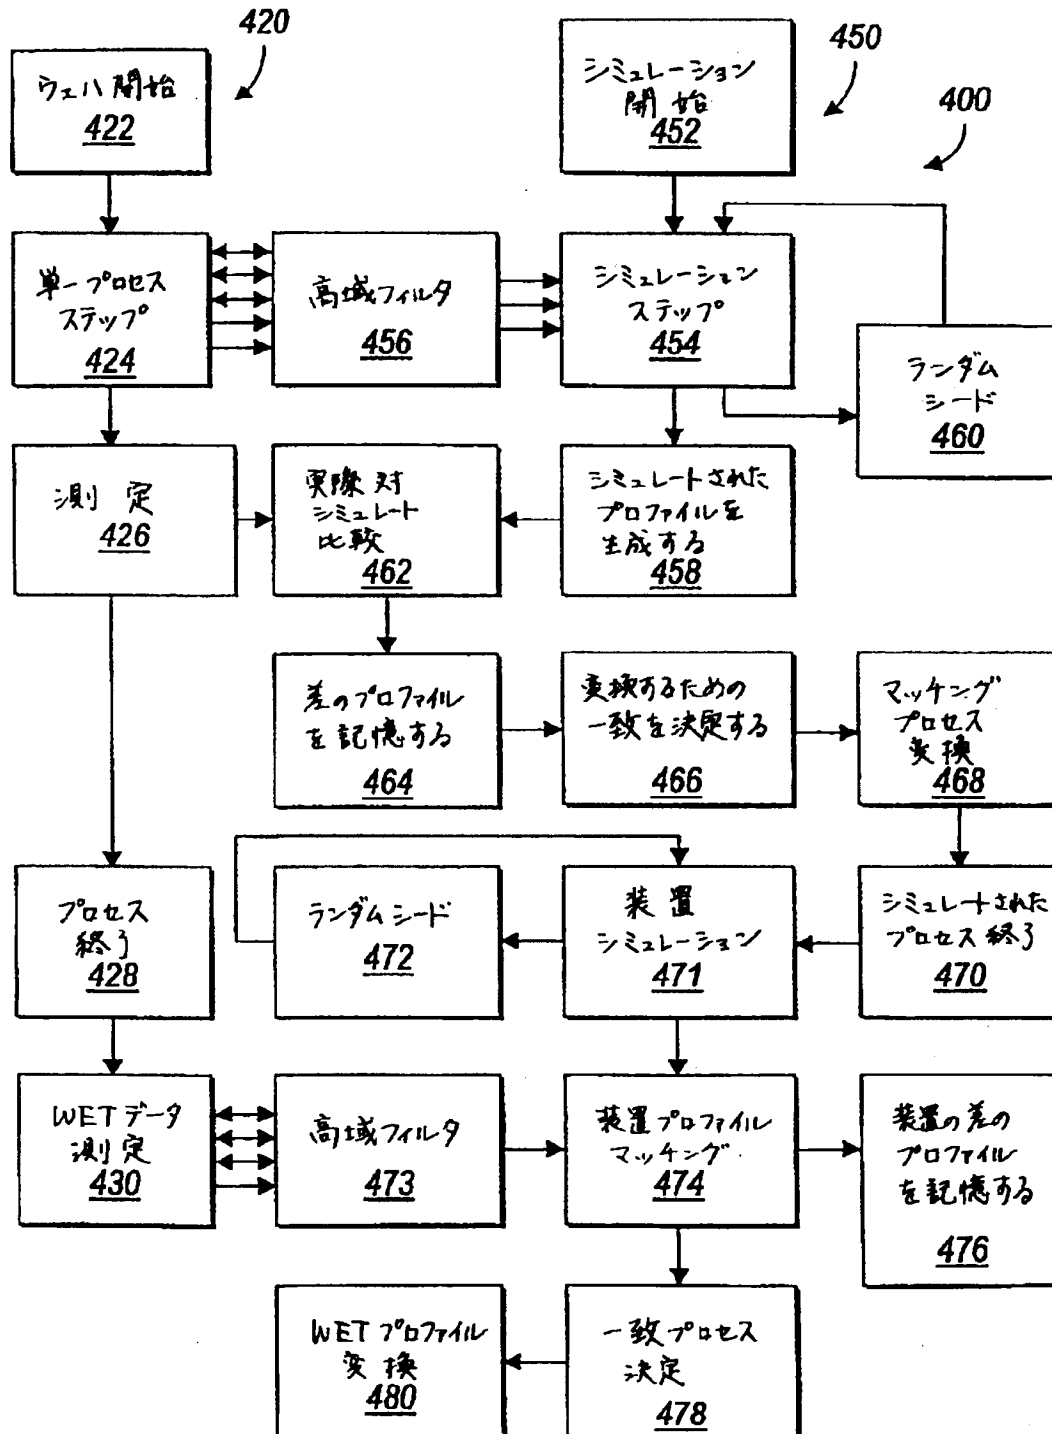 420
ウェハ開始
422
シミュレーション
開始
452
450
400
単一プロセス
ステップ
424
高域フィルタ
456
シミュレーション
ステップ
454
ランダム
シード
460
測定
426
実際対
シミュレート
比較
462
シミュレートされた
プロファイルを
生成する
458
差のプロファイル
を記憶する
464
変換するための
一致を決定する
466
マッチング
プロセス
変換
468
プロセス
終了
428
ランダムシード
472
装置
シミュレーション
471
シミュレートされた
プロセス終了
470
WETデータ
測定
430
高域フィルタ
473
装置プロファイル
マッチング
474
装置の差の
プロファイル
を記憶する
476
WETプロファイル
変換
480
一致プロセス
決定
478